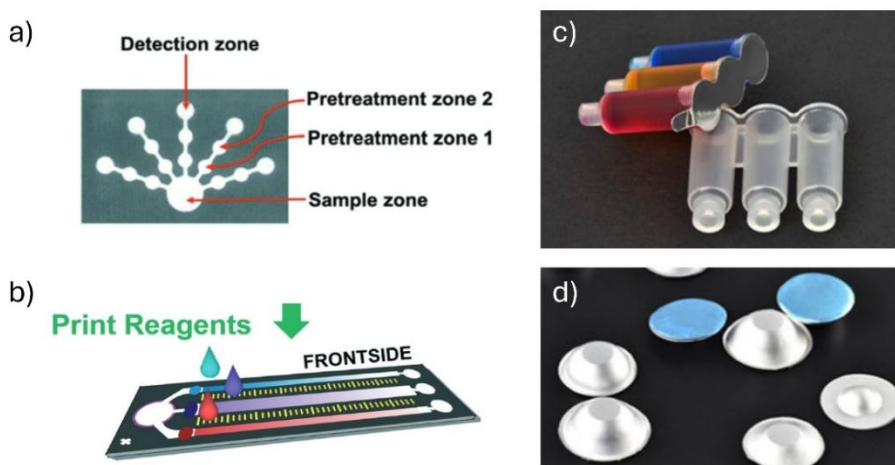 a)
Detection zone
Pretreatment zone 2
Pretreatment zone 1
Sample zone
b)
Print Reagents
FRONTSIDE
c)
d)